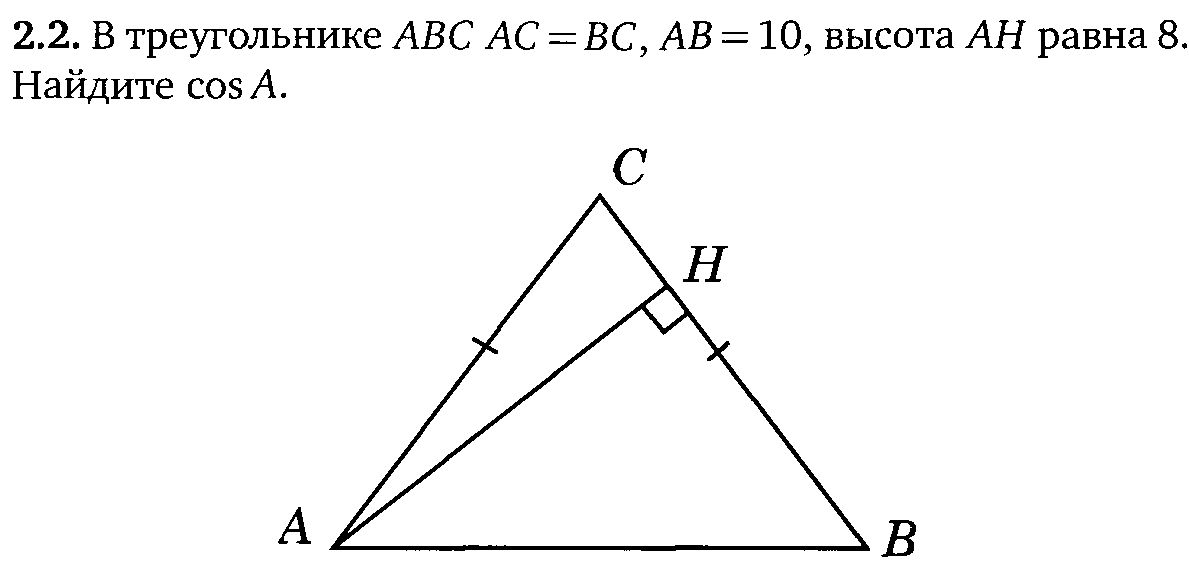 2.2. В треугольнике ABC AC = BC, AB = 10, высота AH равна 8.
Найдите cos A.
C
H
A
B